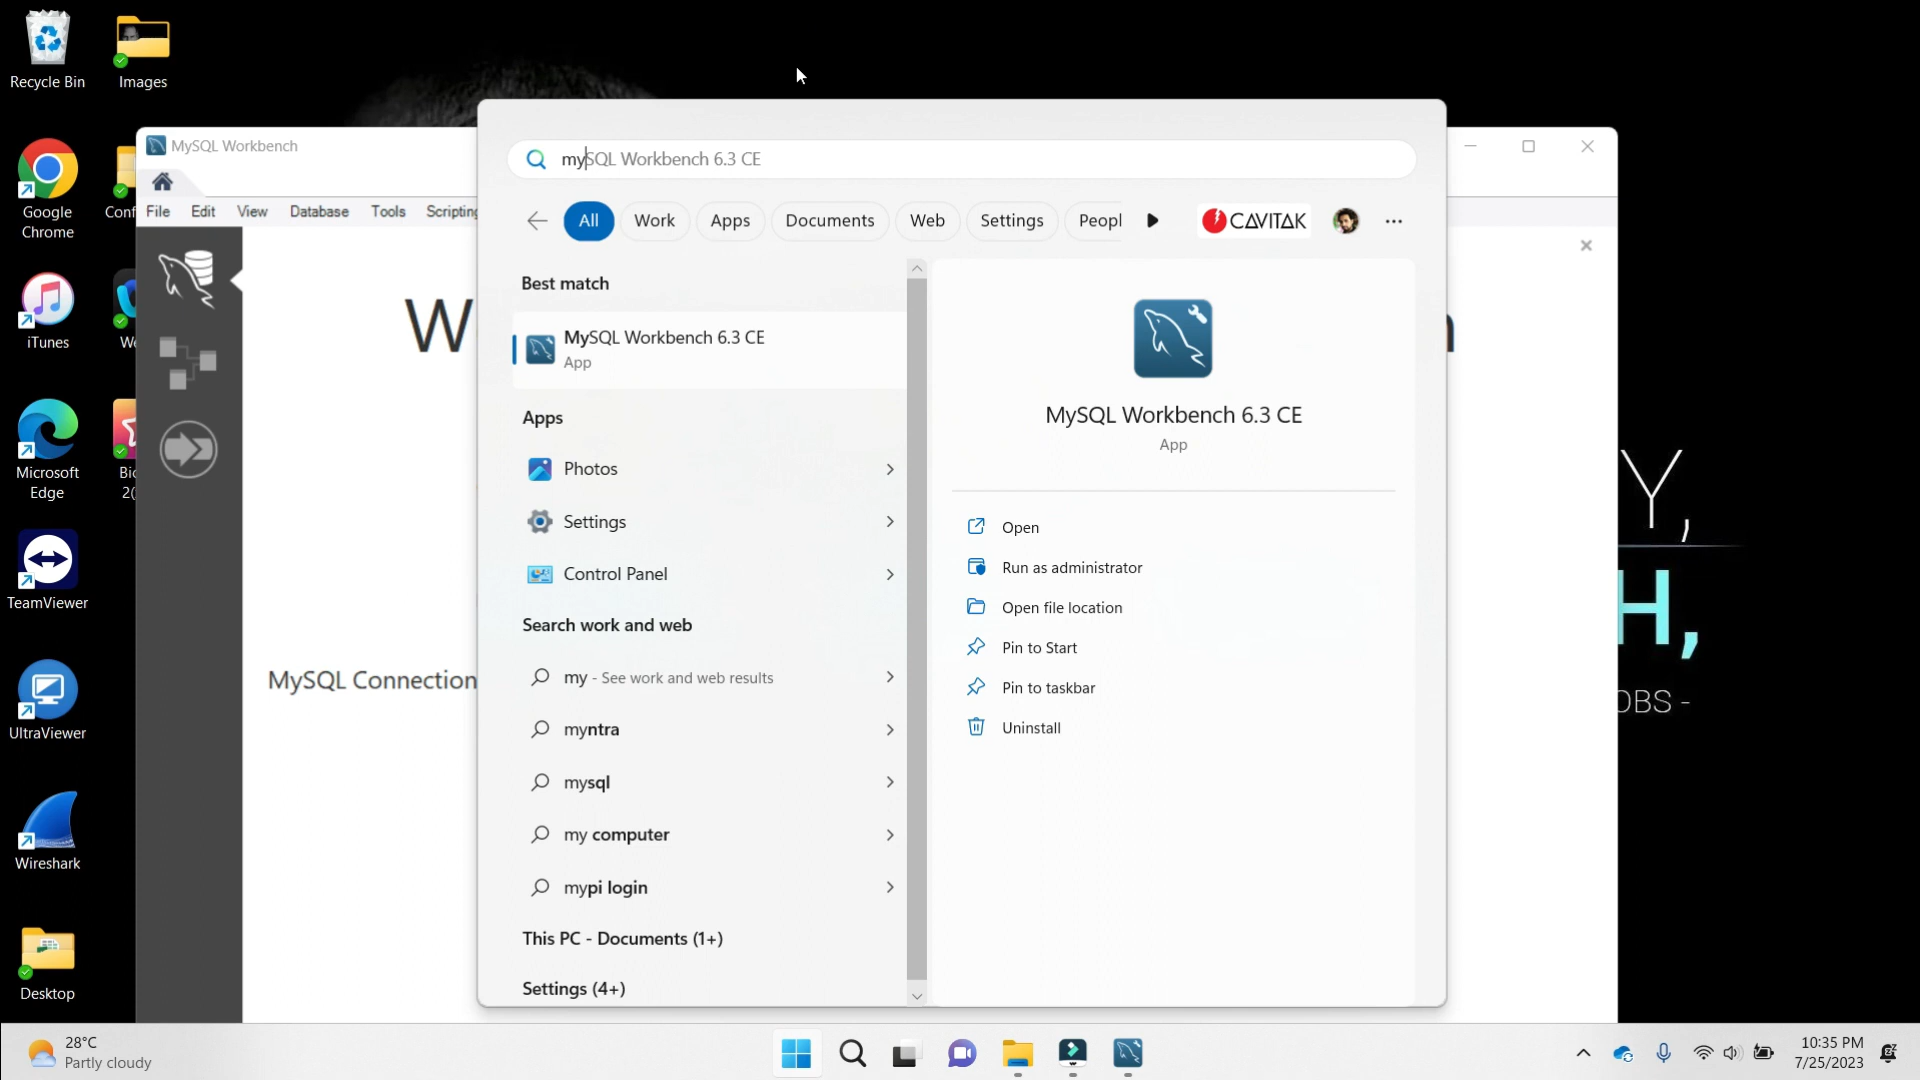 Recycle Bin
Images
Google
Chrome
Conf
iTunes
We
Microsoft
Edge
Bio
2(
TeamViewer
UltraViewer
Wireshark
Desktop
MySQL Workbench
File Edit View Database Tools Scripting
W
MySQL Connection
mySQL Workbench 6.3 CE
All Work Apps Documents Web Settings Peopl CAVITAK
Best match
MySQL Workbench 6.3 CE
App
Apps
Photos
Settings
Control Panel
Search work and web
my - See work and web results
myntra
mysql
my computer
mypi login
This PC - Documents (1+)
Settings (4+)
MySQL Workbench 6.3 CE
App
Open
Run as administrator
Open file location
Pin to Start
Pin to taskbar
Uninstall
Y,
H,
OBS -
28°C
Partly cloudy
10:35 PM
7/25/2023